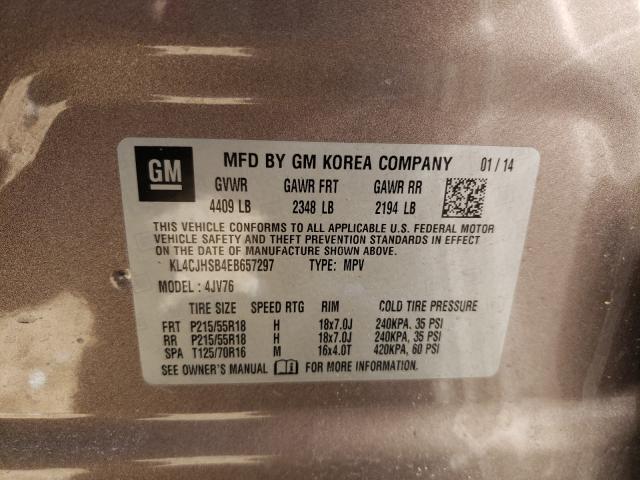 GM MFD BY GM KOREA COMPANY 01/14
GVWR GAWR FRT GAWR RR
4409 LB 2348 LB 2194 LB
THIS VEHICLE CONFORMS TO ALL APPLICABLE U.S. FEDERAL MOTOR
VEHICLE SAFETY AND THEFT PREVENTION STANDARDS IN EFFECT
ON THE DATE OF MANUFACTURE SHOWN ABOVE.
KL4CJHSB4EB657297 TYPE: MPV
MODEL: 4JV76
TIRE SIZE SPEED RTG RIM COLD TIRE PRESSURE
FRT P215/55R18 H 18x7.0J 240KPA, 35 PSI
RR P215/55R18 H 18x7.0J 240KPA, 35 PSI
SPA T125/70R16 M 16x4.0T 420KPA, 60 PSI
SEE OWNER'S MANUAL FOR MORE INFORMATION.